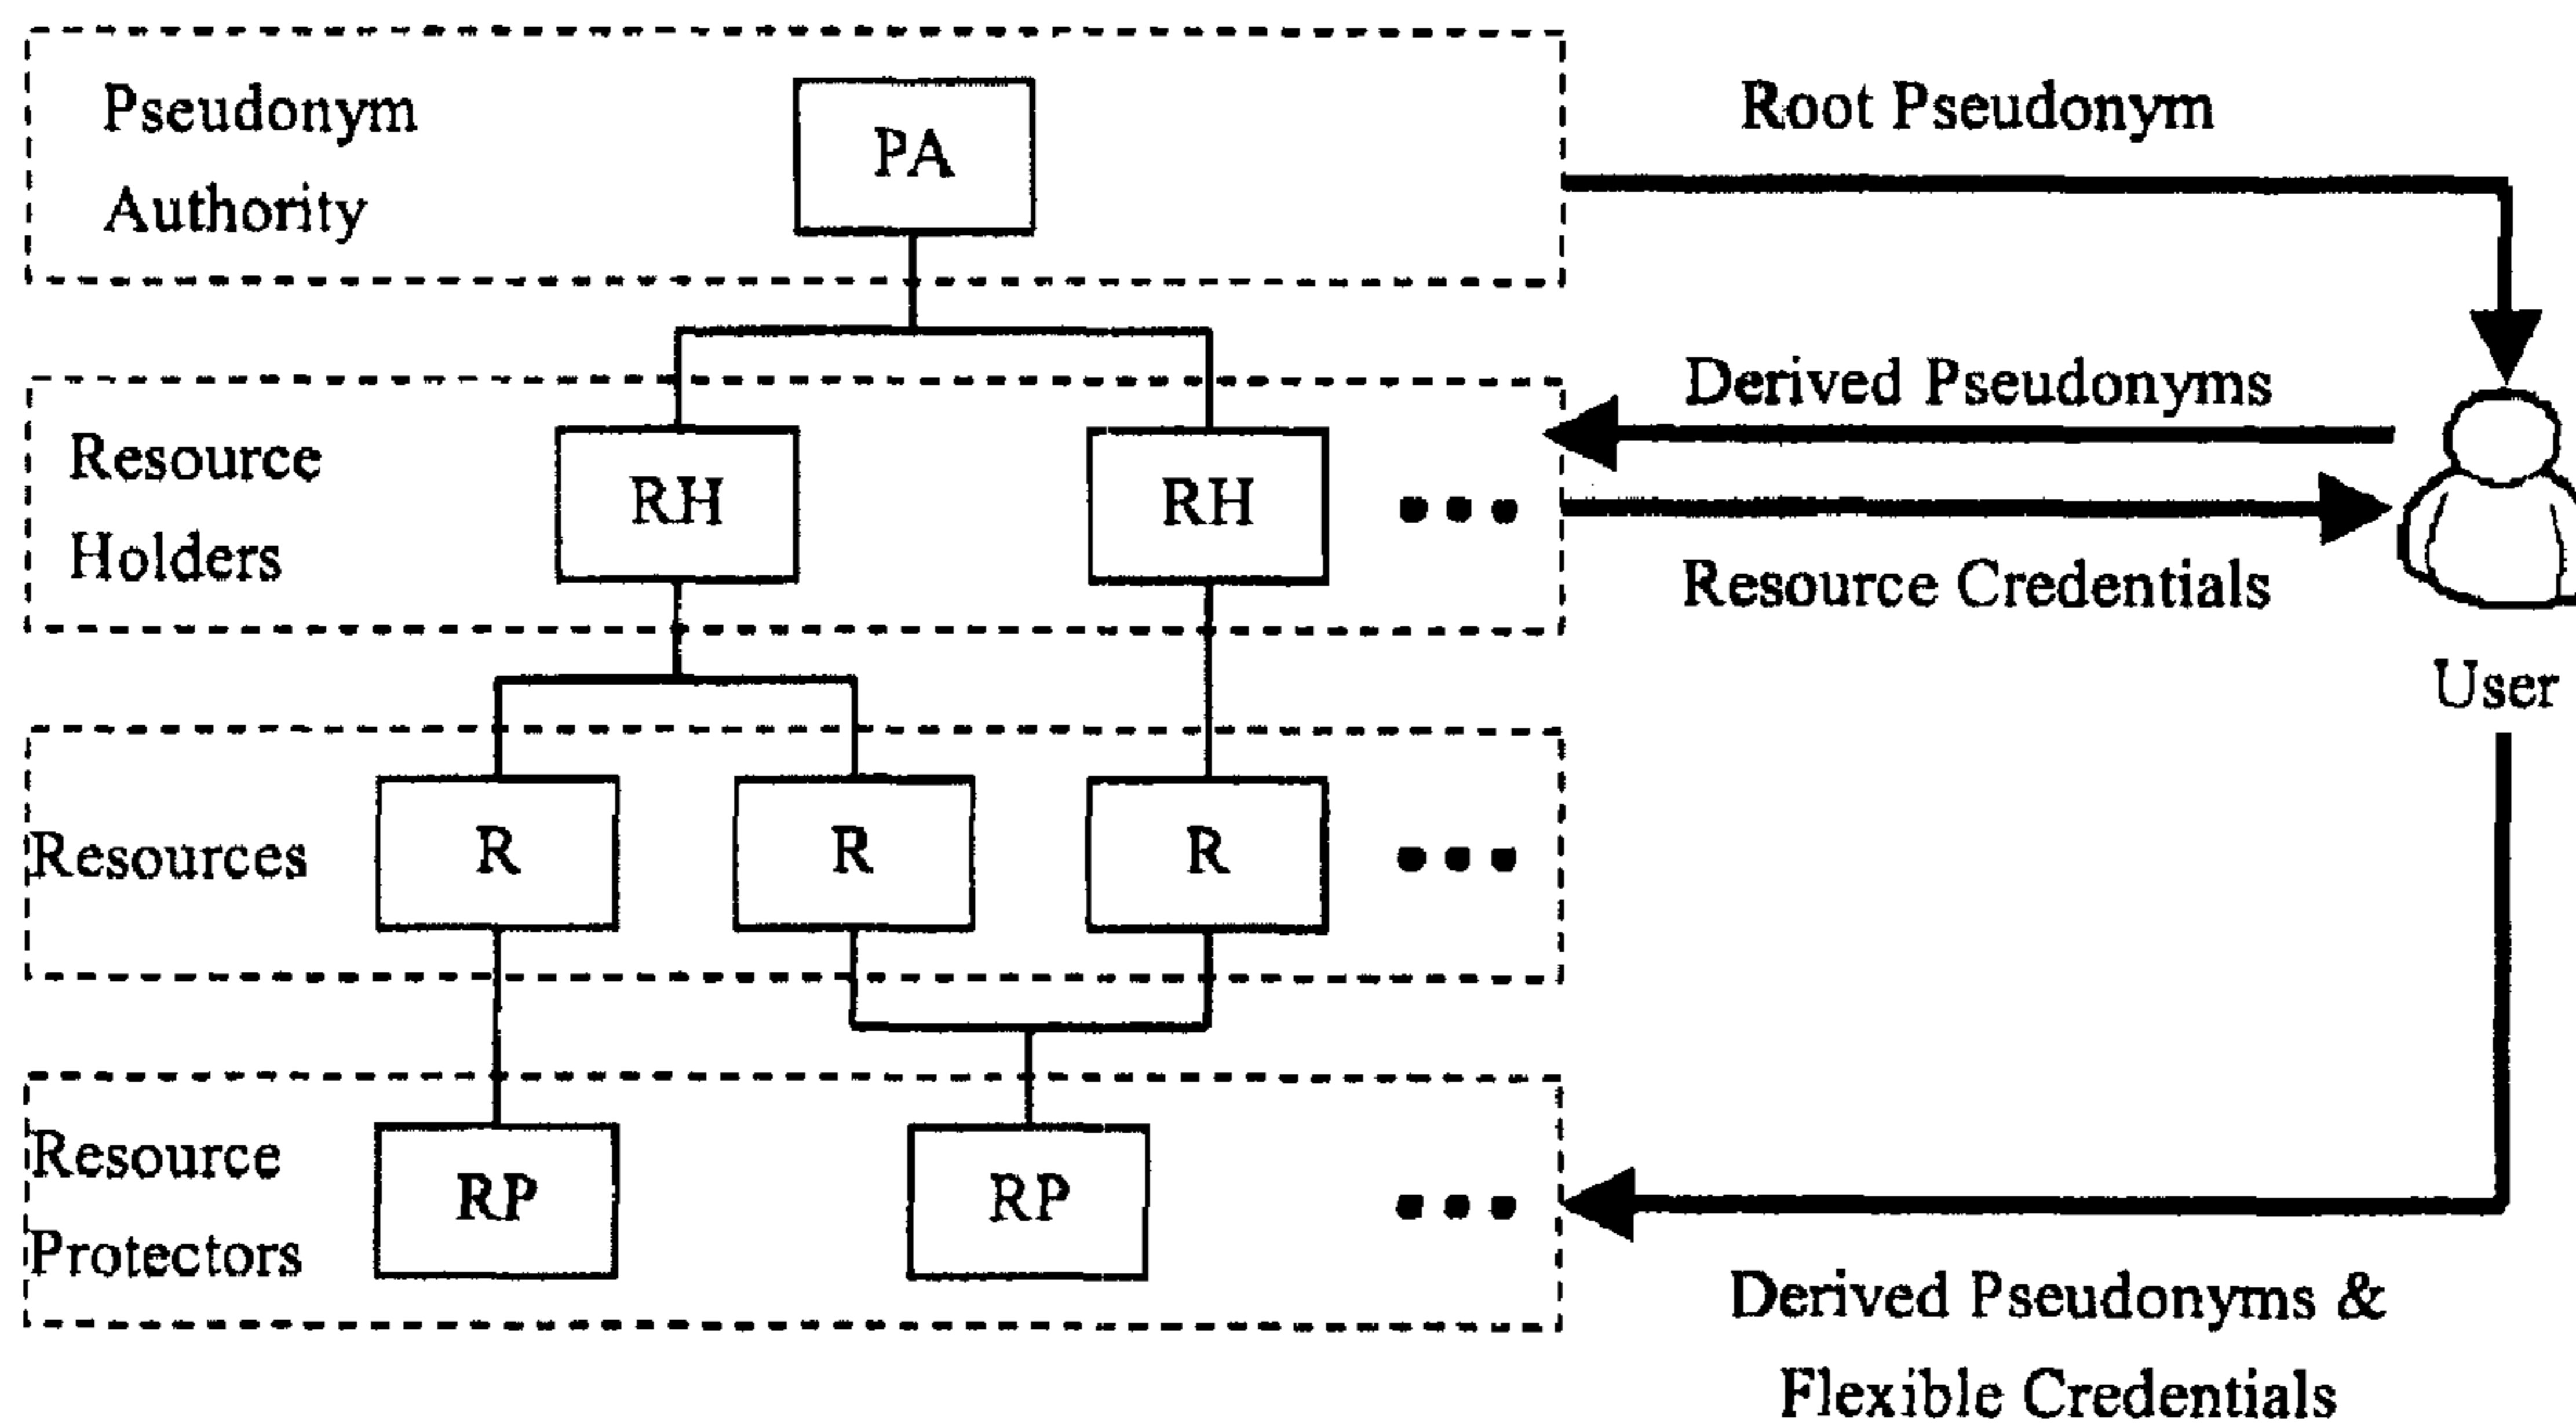 Pseudonym
Authority
PA
Root Pseudonym
Resource
Holders
RH
RH
Derived Pseudonyms
Resource Credentials
User
Resources
R
R
R
Resource
Protectors
RP
RP
Derived Pseudonyms &
Flexible Credentials